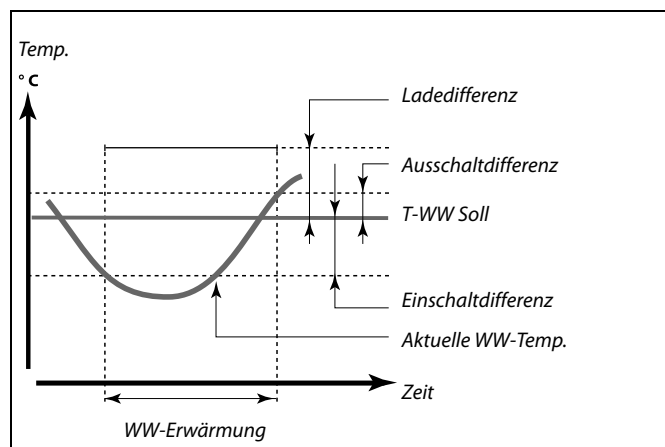 Temp.
°C
Ladedifferenz
Ausschaltdifferenz
T-WW Soll
Einschaltdifferenz
Aktuelle WW-Temp.
Zeit
WW-Erwärmung